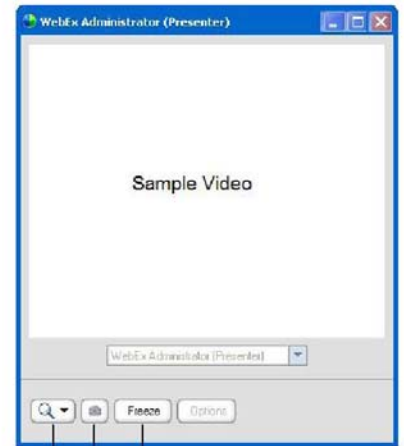 WebEx Administrator (Presenter)
Sample Video
WebEx Administrator (Presenter)
Freeze
Options